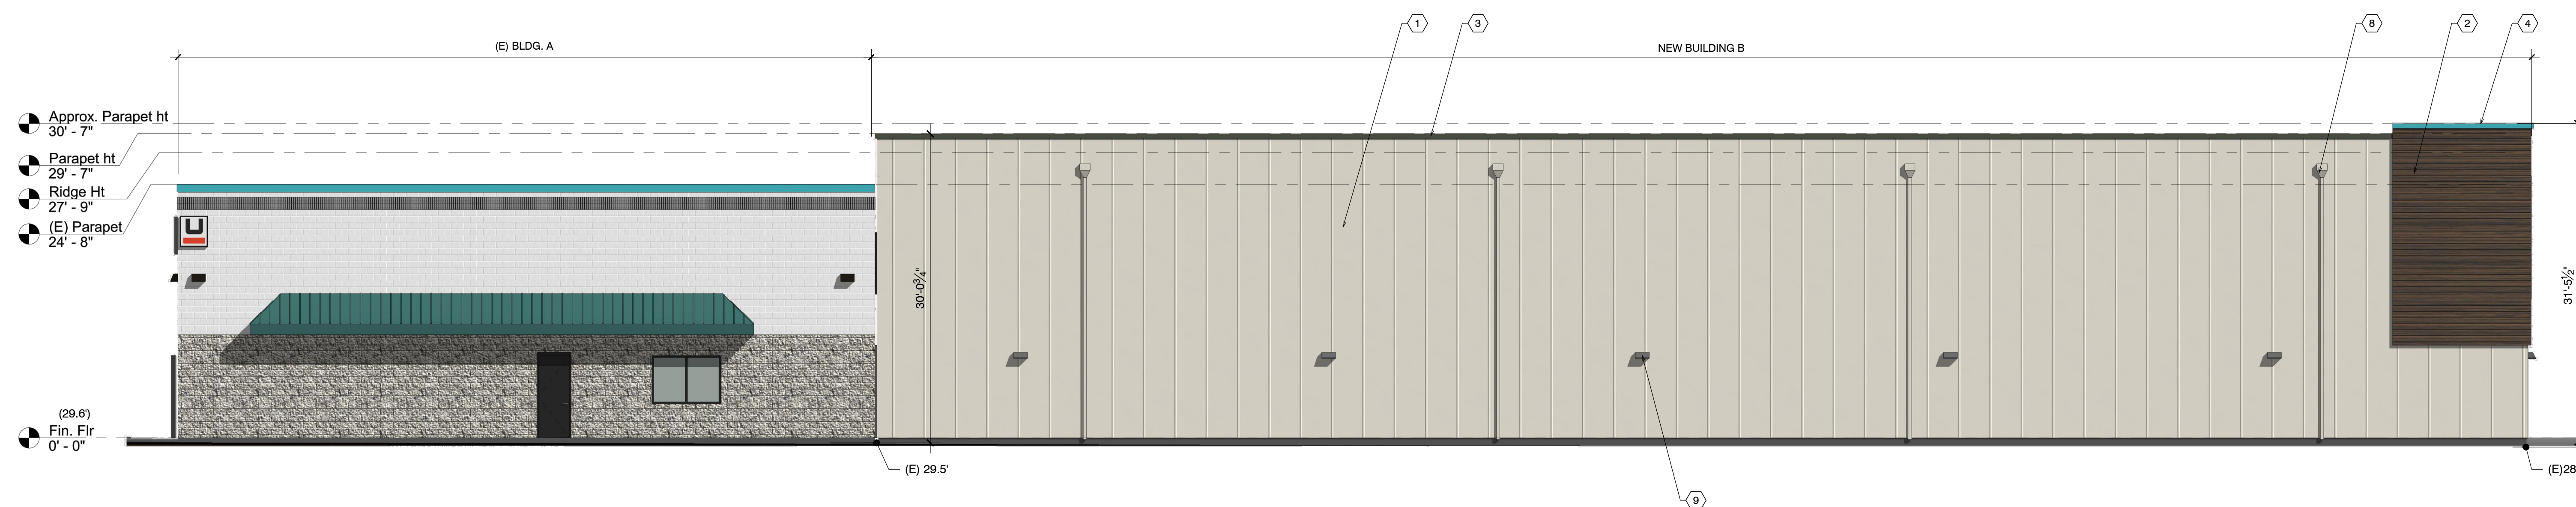 1
3
8
2
4
(E) BLDG. A
NEW BUILDING B
Approx. Parapet ht
30' - 7"
Parapet ht
29' - 7"
Ridge Ht
27' - 9"
(E) Parapet
24' - 8"
U
30'-0¾"
31'-5½"
(29.6')
Fin. Flr
0' - 0"
(E) 29.5'
(E)28
9